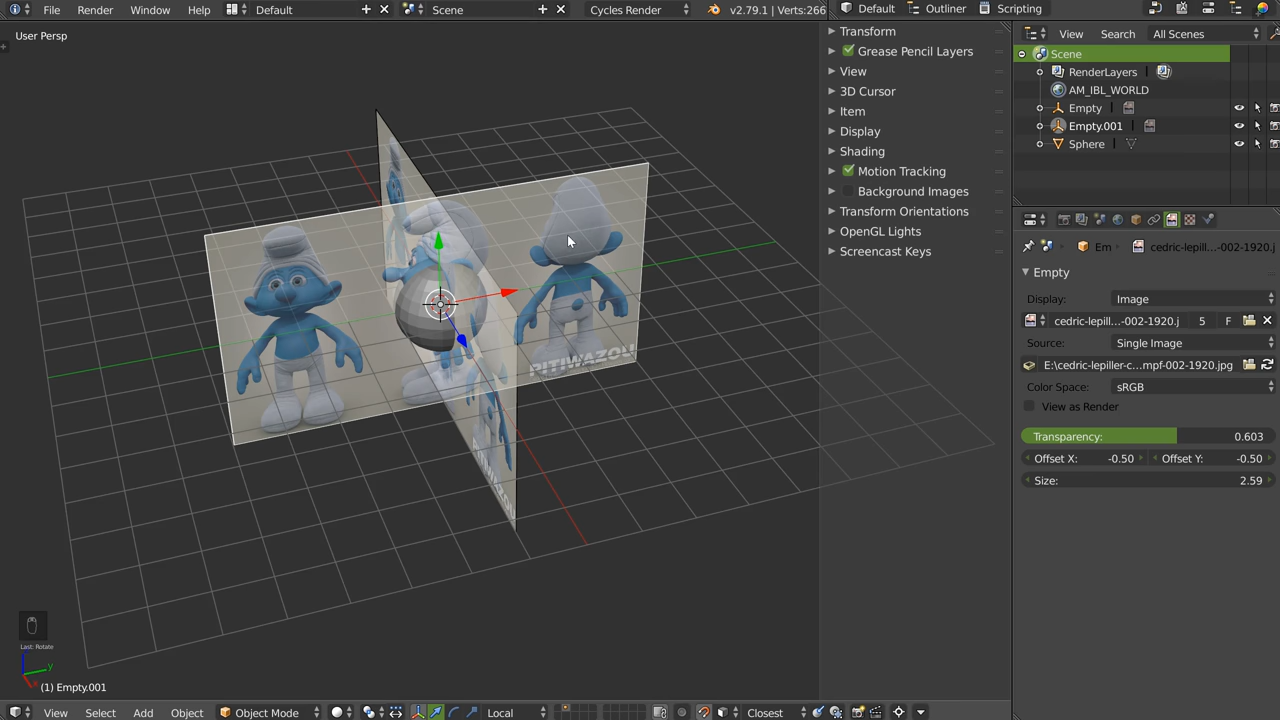 File Render Window Help Default Scene Cycles Render v2.79.1 | Verts:266
Default Outliner Scripting
User Persp
Transform
Grease Pencil Layers
View
3D Cursor
Item
Display
Shading
Motion Tracking
Background Images
Transform Orientations
OpenGL Lights
Screencast Keys
View Search All Scenes
Scene
RenderLayers
AM_IBL_WORLD
Empty
Empty.001
Sphere
Em cedric-lepill...-002-1920.j
Empty
Display: Image
cedric-lepill...-002-1920.j 5 F
Source: Single Image
E:\cedric-lepiller-c...mpf-002-1920.jpg
Color Space: sRGB
View as Render
Transparency: 0.603
Offset X: -0.50 Offset Y: -0.50
Size: 2.59
PITIWAZOU
Last: Rotate
y
(1) Empty.001
View Select Add Object Object Mode Local Closest